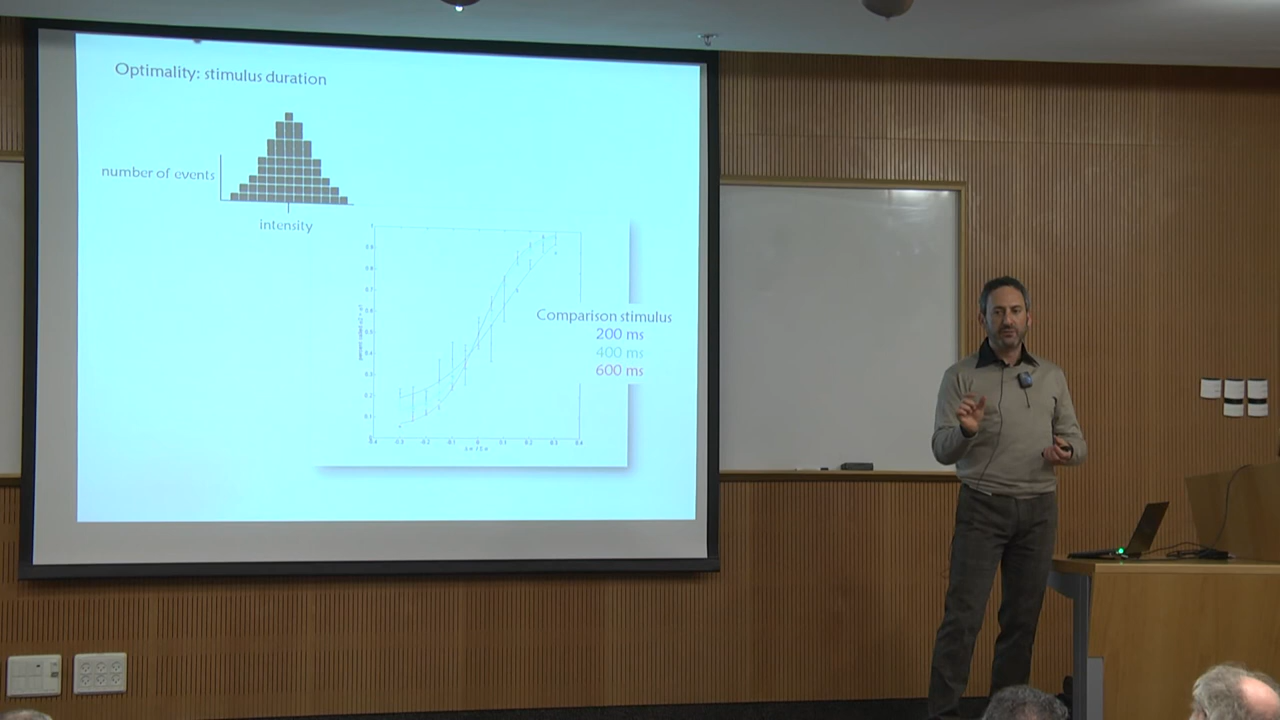 Optimality: stimulus duration
number of events
intensity
Comparison stimulus
200 ms
400 ms
600 ms